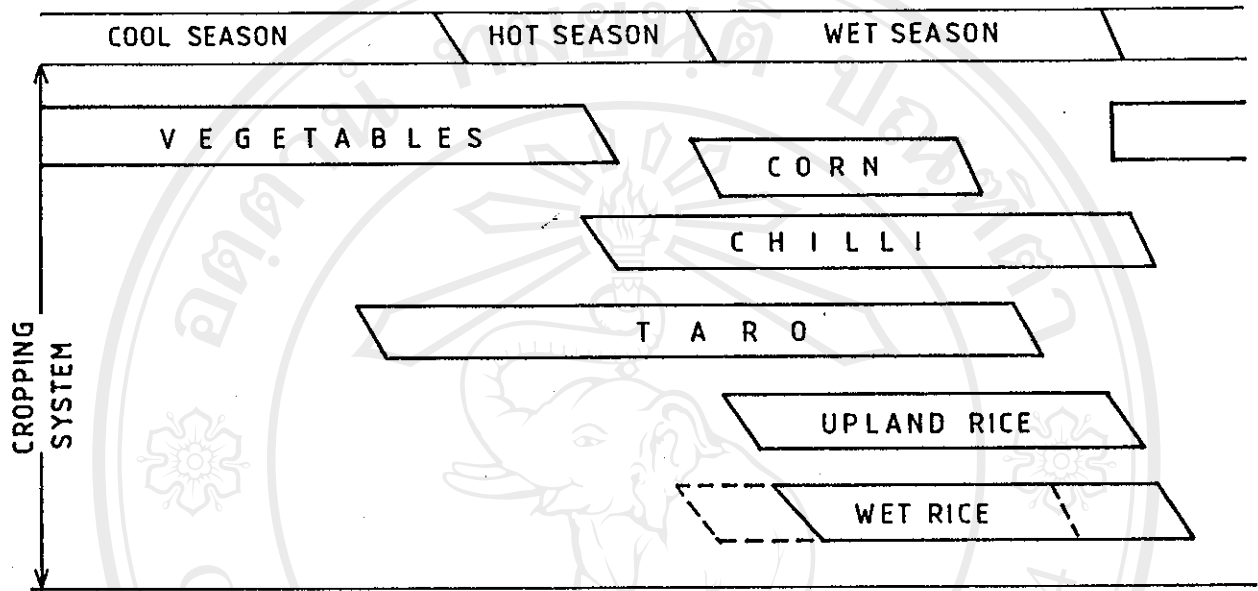 COOL SEASON
HOT SEASON
WET SEASON
VEGETABLES
CORN
CHILLI
TARO
UPLAND RICE
WET RICE
CROPPING
SYSTEM